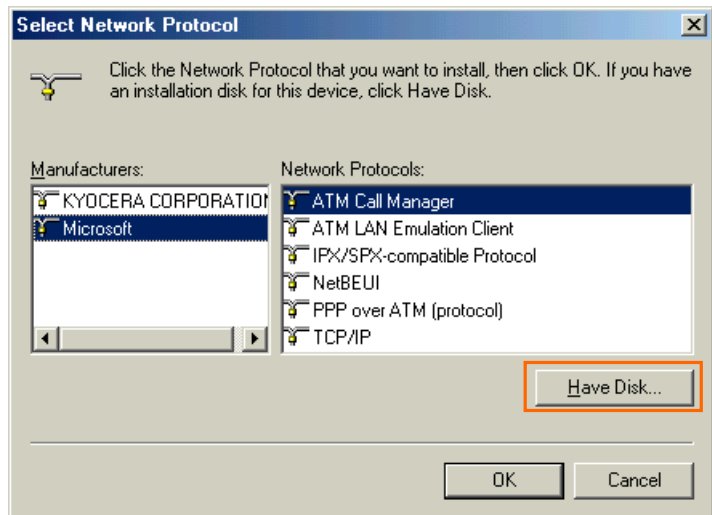 Select Network Protocol
Click the Network Protocol that you want to install, then click OK. If you have
an installation disk for this device, click Have Disk.
Manufacturers:
KYOCERA CORPORATION
Microsoft
Network Protocols:
ATM Call Manager
ATM LAN Emulation Client
IPX/SPX-compatible Protocol
NetBEUI
PPP over ATM (protocol)
TCP/IP
Have Disk...
OK
Cancel